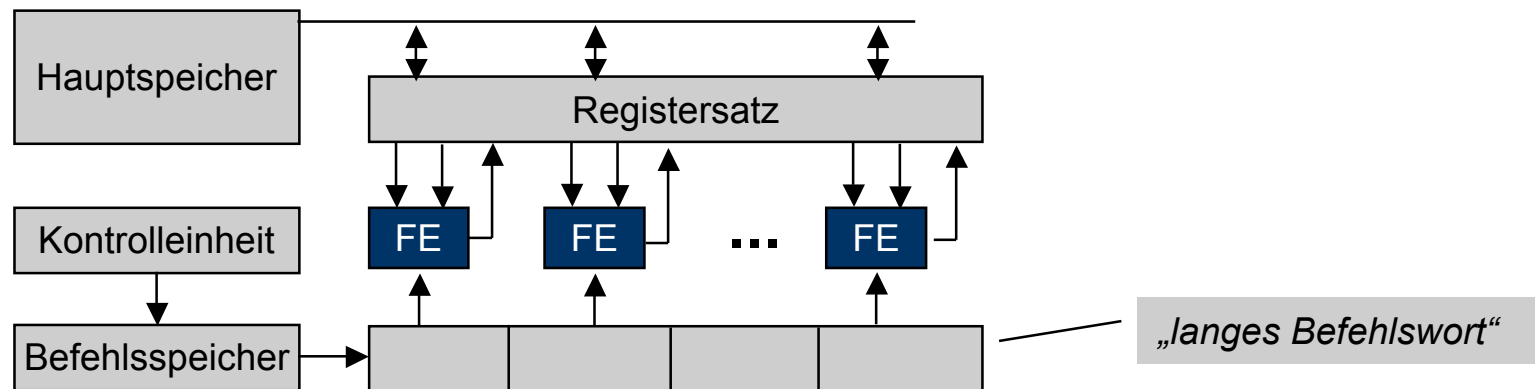 Hauptspeicher
Registersatz
Kontrolleinheit
FE
FE
...
FE
Befehlsspeicher
„langes Befehlswort“